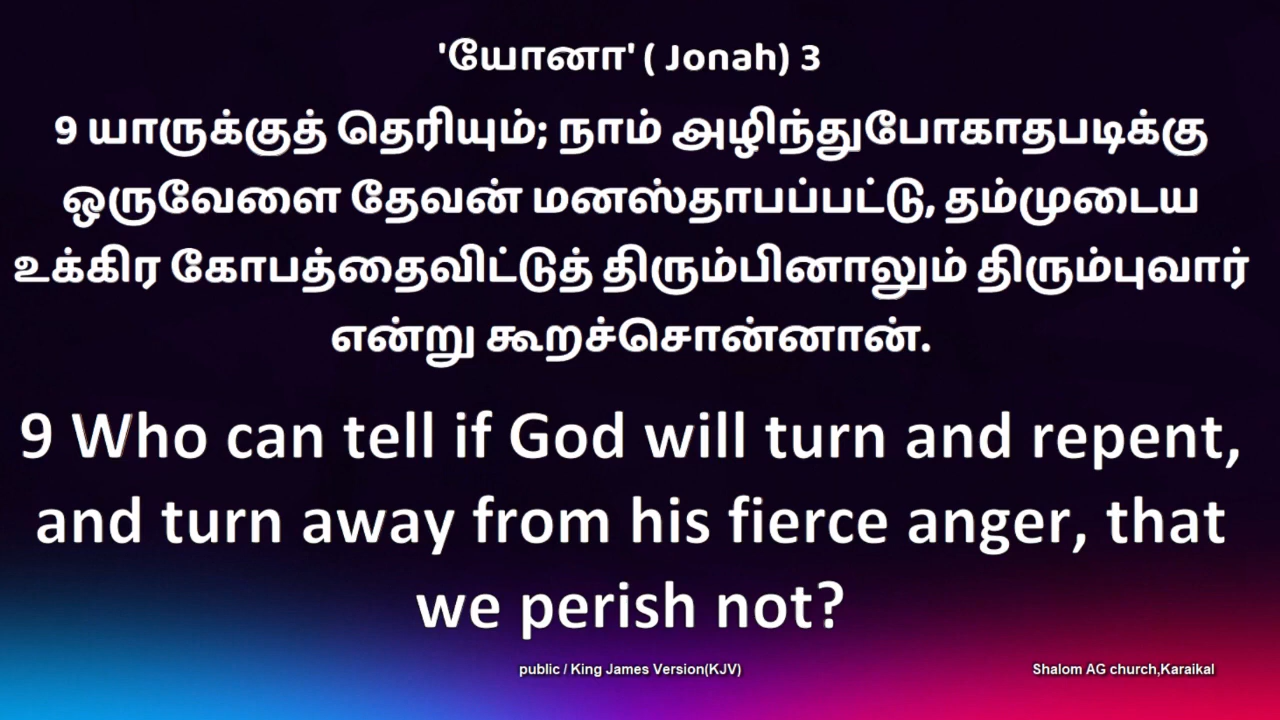 'யோனா' ( Jonah) 3
9 யாருக்குத் தெரியும்; நாம் அழிந்துபோகாதபடிக்கு
ஒருவேளை தேவன் மனஸ்தாபப்பட்டு, தம்முடைய
உக்கிர கோபத்தைவிட்டுத் திரும்பினாலும் திரும்புவார்
என்று கூறச்சொன்னான்.
9 Who can tell if God will turn and repent,
and turn away from his fierce anger, that
we perish not?
public / King James Version(KJV)
Shalom AG church,Karaikal